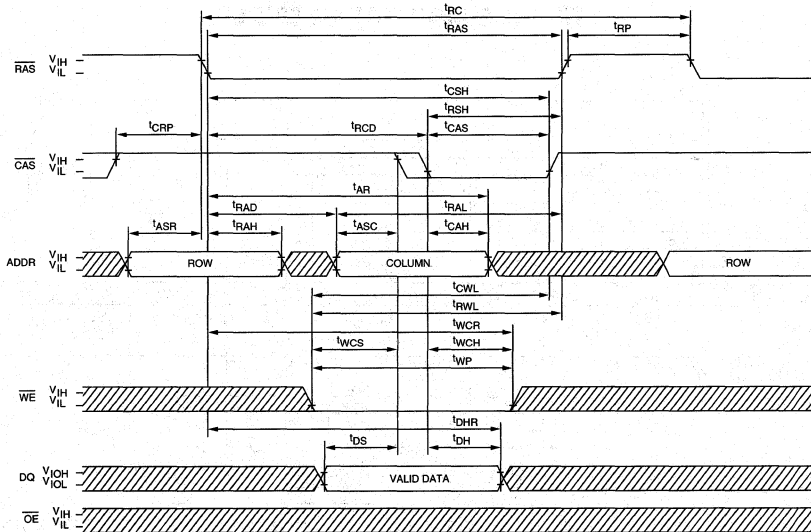 tRC
tRAS
tRP
RAS VIH
VIL
tCSH
tRSH
tCRP
tRCD
tCAS
CAS VIH
VIL
tAR
tRAD
tRAL
tASR
tRAH
tASC
tCAH
ADDR VIH
VIL
ROW
COLUMN
ROW
tCWL
tRWL
tWCR
tWCS
tWCH
tWP
WE VIH
VIL
tDHR
tDS
tDH
DQ VIOH
VIOL
VALID DATA
OE VIH
VIL